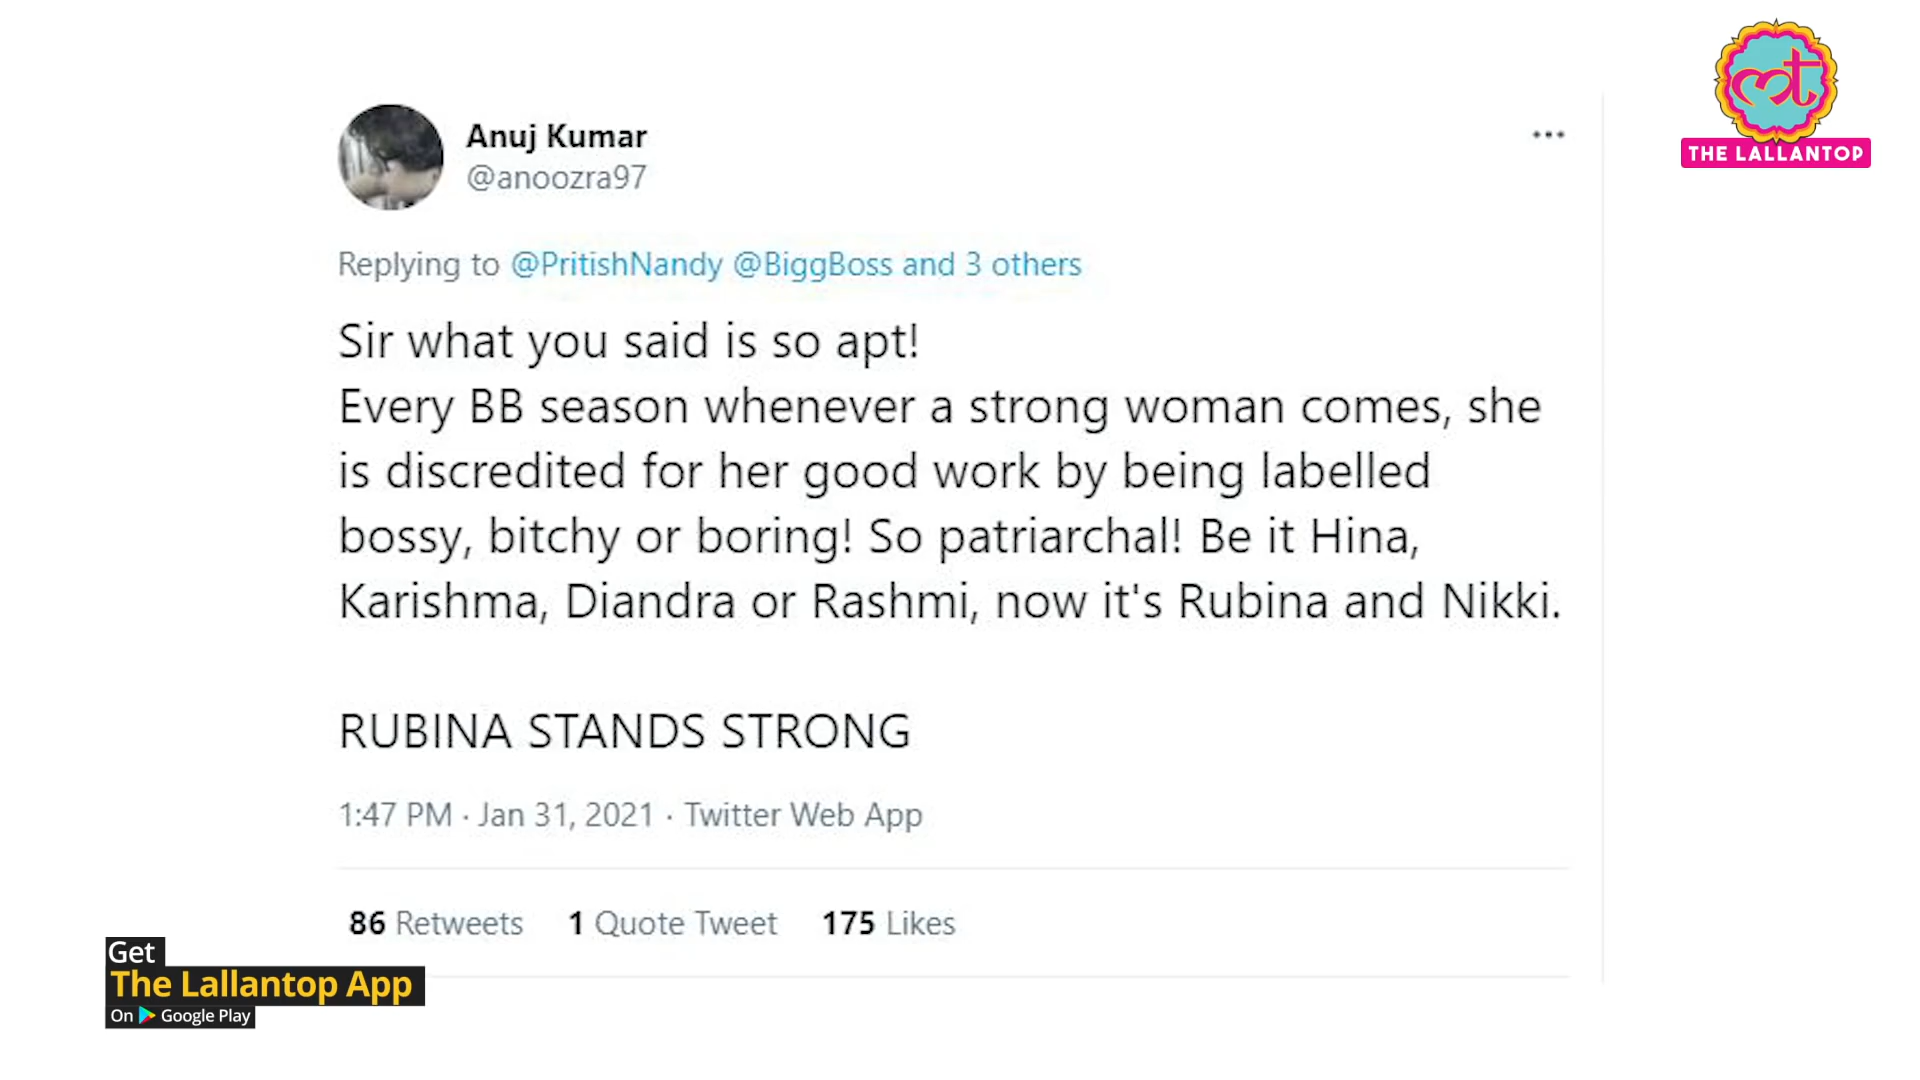 Anuj Kumar
@anoozra97
Replying to @PritishNandy @BiggBoss and 3 others
Sir what you said is so apt!
Every BB season whenever a strong woman comes, she
is discredited for her good work by being labelled
bossy, bitchy or boring! So patriarchal! Be it Hina,
Karishma, Diandra or Rashmi, now it's Rubina and Nikki.
RUBINA STANDS STRONG
1:47 PM · Jan 31, 2021 · Twitter Web App
86 Retweets 1 Quote Tweet 175 Likes
THE LALLANTOP
Get
The Lallantop App
On Google Play